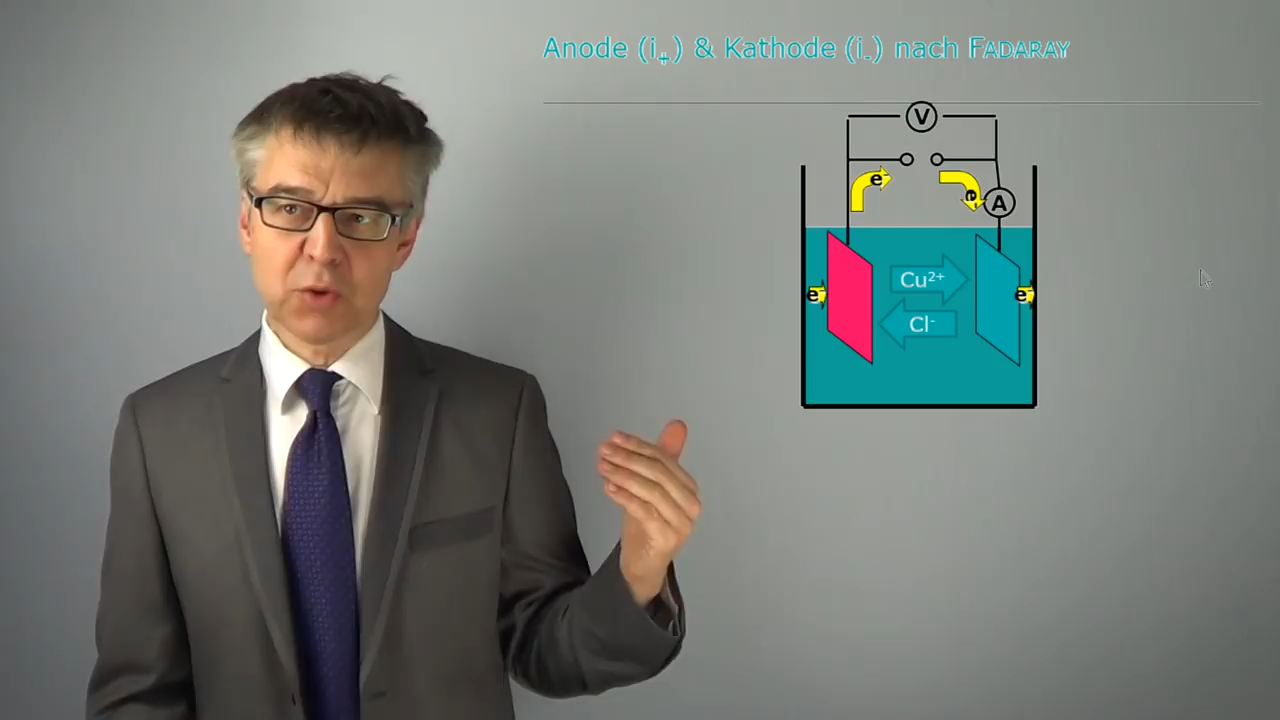 Anode (i₊) & Kathode (i₋) nach FADARAY
V
e⁻ e⁻
A
Cu²⁺
e⁻ e⁻
Cl⁻